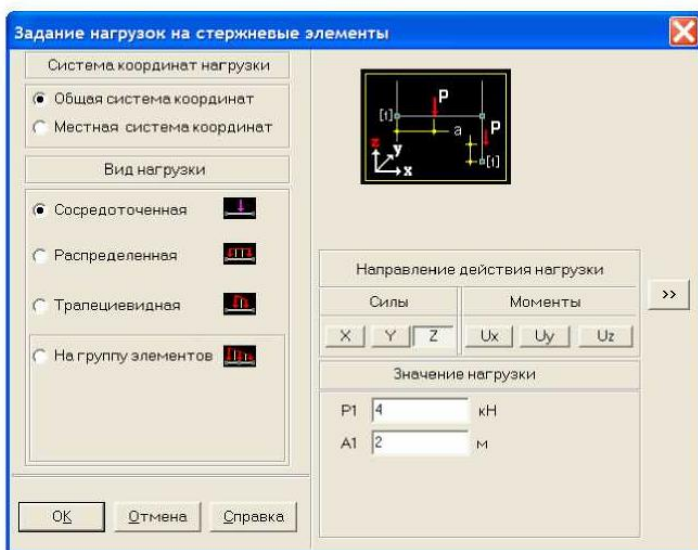 Задание нагрузок на стержневые элементы
Система координат нагрузки
Общая система координат
Местная система координат
Вид нагрузки
Сосредоточенная
Распределенная
Трапециевидная
На группу элементов
OK
Отмена
Справка
P
[1]
a
P
z
y
[1]
x
Направление действия нагрузки
Силы
Моменты
X Y Z Ux Uy Uz
>>
Значение нагрузки
P1 4 кН
A1 2 м